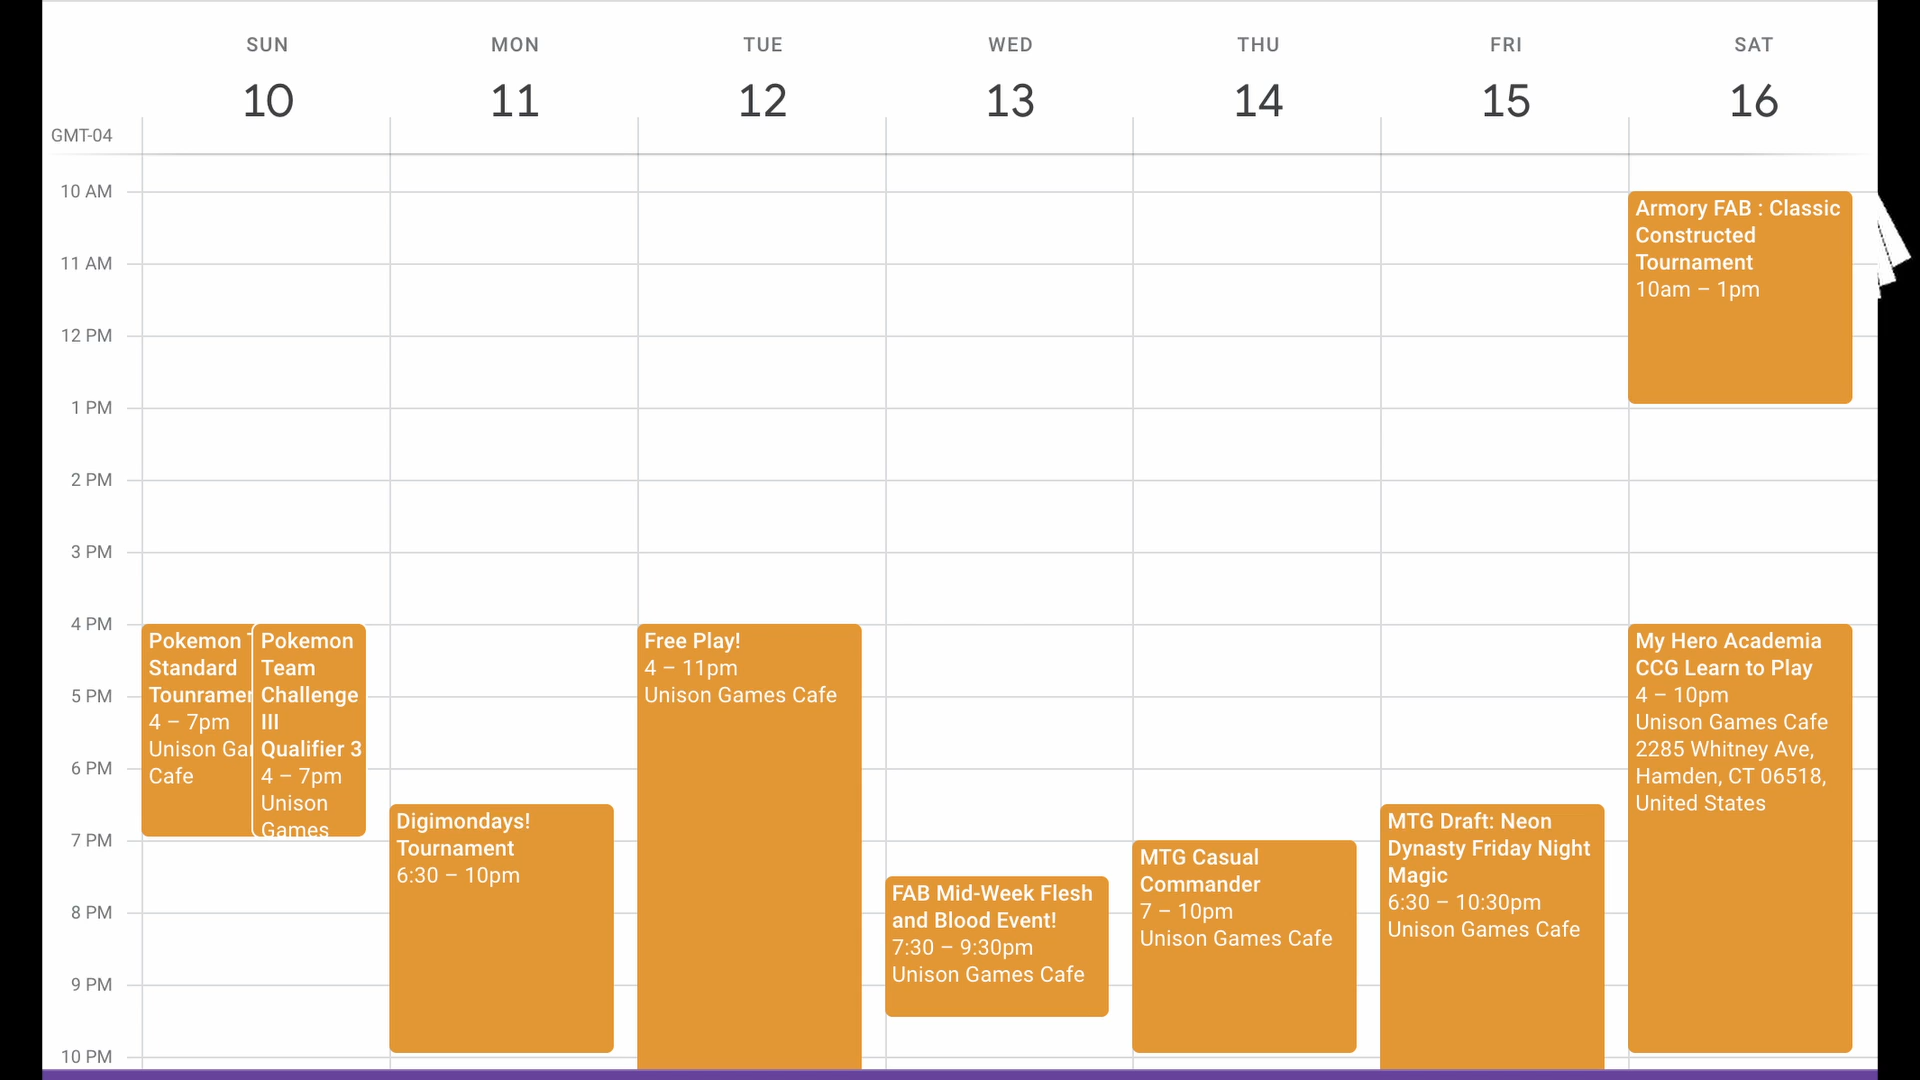 SUN
MON
TUE
WED
THU
FRI
SAT
10
11
12
13
14
15
16
GMT-04
10 AM
11 AM
12 PM
1 PM
2 PM
3 PM
4 PM
5 PM
6 PM
7 PM
8 PM
9 PM
10 PM
Pokemon
Standard
Tounramer
4 – 7pm
Unison Gar
Cafe
Pokemon
Team
Challenge
III
Qualifier 3
4 – 7pm
Unison
Games
Digimondays!
Tournament
6:30 – 10pm
Free Play!
4 – 11pm
Unison Games Cafe
FAB Mid-Week Flesh
and Blood Event!
7:30 – 9:30pm
Unison Games Cafe
MTG Casual
Commander
7 – 10pm
Unison Games Cafe
MTG Draft: Neon
Dynasty Friday Night
Magic
6:30 – 10:30pm
Unison Games Cafe
Armory FAB : Classic
Constructed
Tournament
10am – 1pm
My Hero Academia
CCG Learn to Play
4 – 10pm
Unison Games Cafe
2285 Whitney Ave,
Hamden, CT 06518,
United States